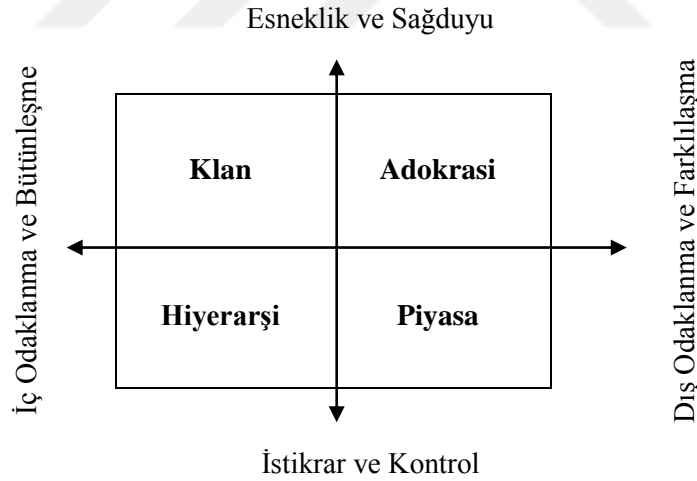 Esneklik ve Sağduyu
İç Odaklanma ve Bütünleşme
Dış Odaklanma ve Farklılaşma
Klan
Adokrasi
Hiyerarşi
Piyasa
İstikrar ve Kontrol